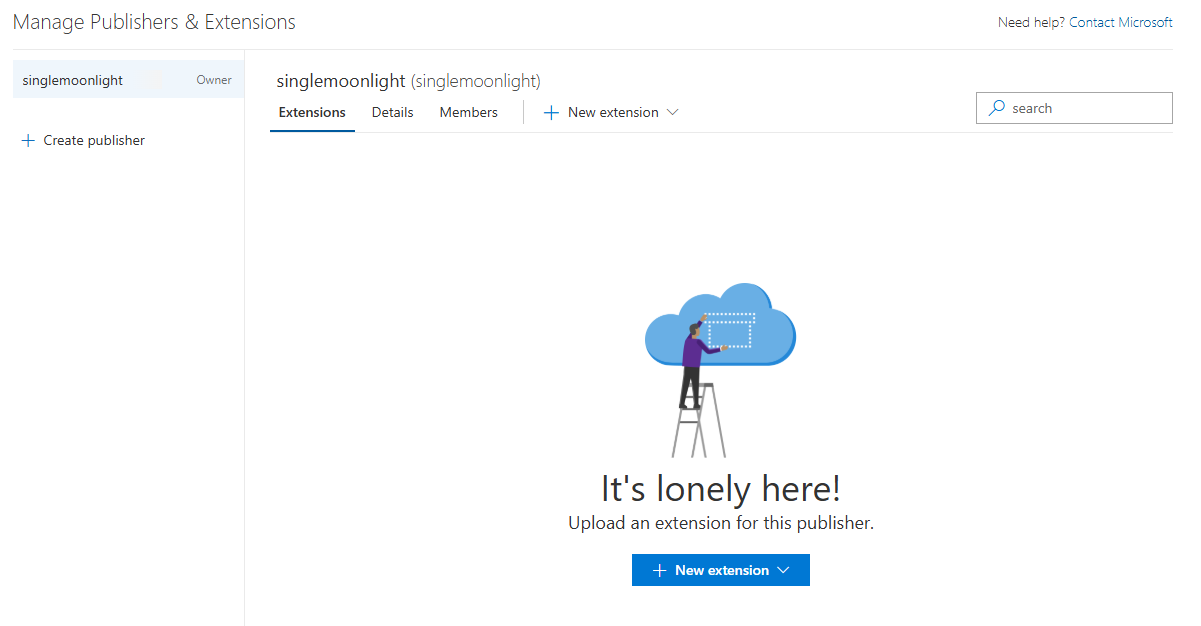 Manage Publishers & Extensions
Need help? Contact Microsoft
singlemoonlight Owner
Create publisher
singlemoonlight (singlemoonlight)
Extensions Details Members New extension
search
It's lonely here!
Upload an extension for this publisher.
New extension